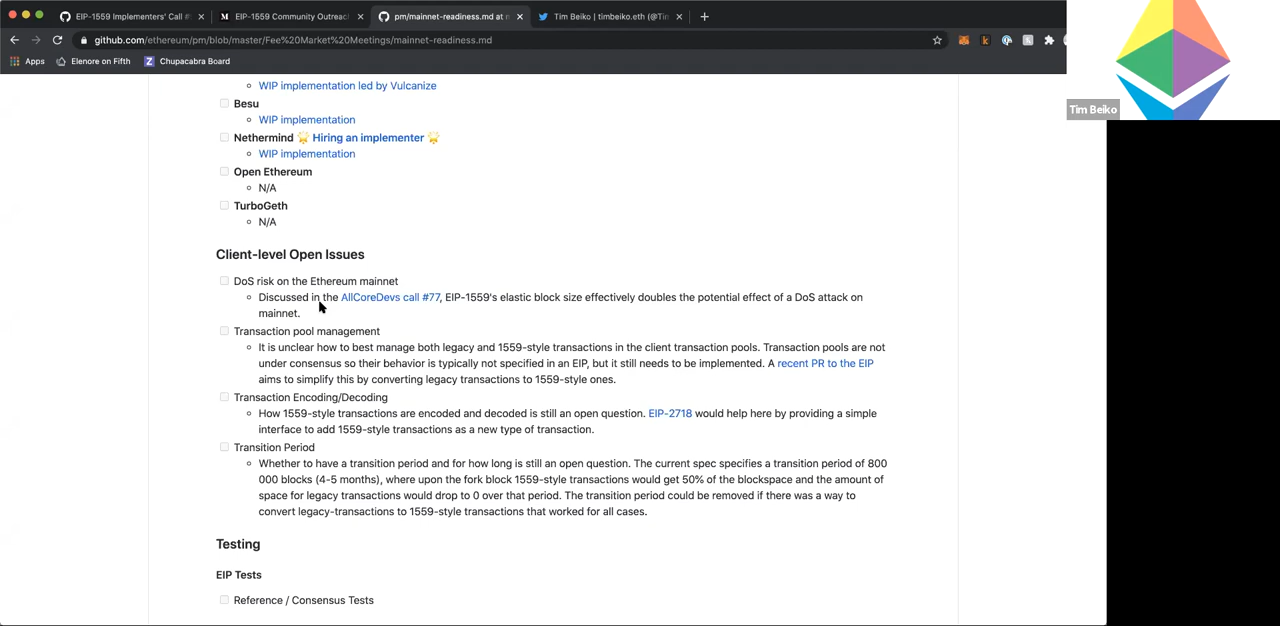 EIP-1559 Implementers' Call #
EIP-1559 Community Outreach
pm/mainnet-readiness.md at m
Tim Beiko | timbeiko.eth (@Tim
github.com/ethereum/pm/blob/master/Fee%20Market%20Meetings/mainnet-readiness.md
Apps
Elenore on Fifth
Chupacabra Board
Tim Beiko
WIP implementation led by Vulcanize
Besu
WIP implementation
Nethermind 🌟 Hiring an implementer 🌟
WIP implementation
Open Ethereum
N/A
TurboGeth
N/A
Client-level Open Issues
DoS risk on the Ethereum mainnet
Discussed in the AllCoreDevs call #77, EIP-1559's elastic block size effectively doubles the potential effect of a DoS attack on
mainnet.
Transaction pool management
It is unclear how to best manage both legacy and 1559-style transactions in the client transaction pools. Transaction pools are not
under consensus so their behavior is typically not specified in an EIP, but it still needs to be implemented. A recent PR to the EIP
aims to simplify this by converting legacy transactions to 1559-style ones.
Transaction Encoding/Decoding
How 1559-style transactions are encoded and decoded is still an open question. EIP-2718 would help here by providing a simple
interface to add 1559-style transactions as a new type of transaction.
Transition Period
Whether to have a transition period and for how long is still an open question. The current spec specifies a transition period of 800
000 blocks (4-5 months), where upon the fork block 1559-style transactions would get 50% of the blockspace and the amount of
space for legacy transactions would drop to 0 over that period. The transition period could be removed if there was a way to
convert legacy-transactions to 1559-style transactions that worked for all cases.
Testing
EIP Tests
Reference / Consensus Tests